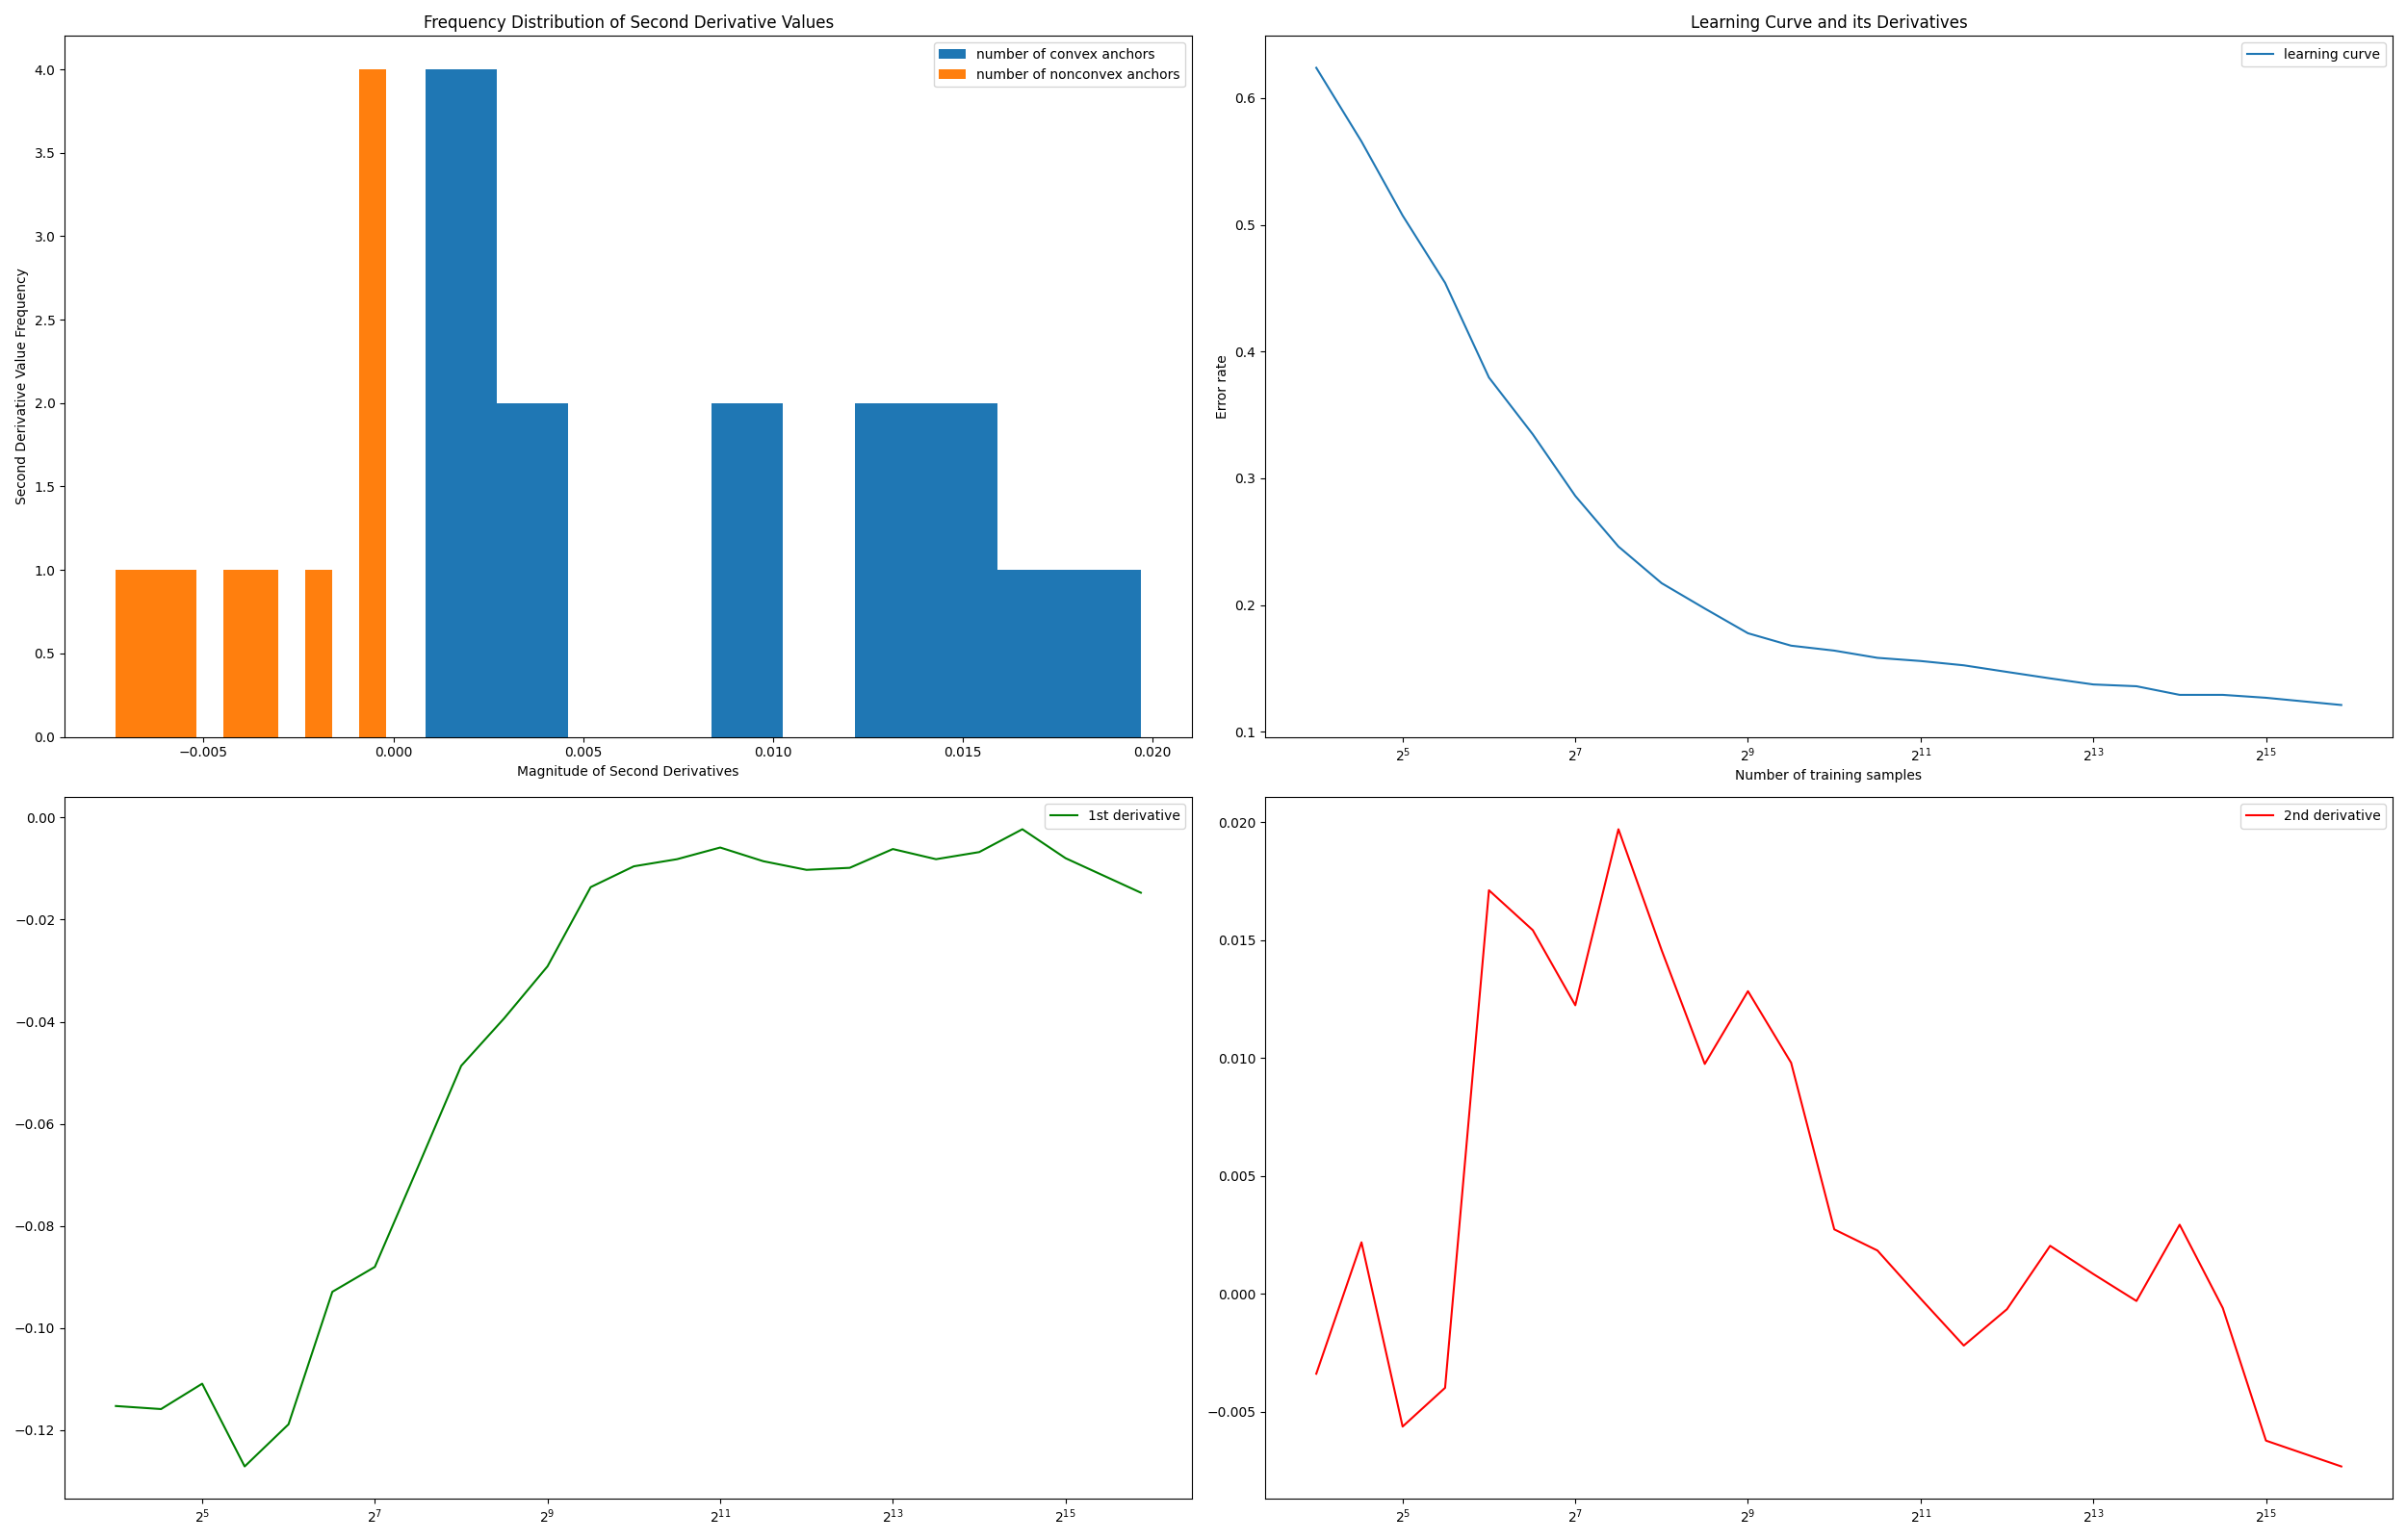 Frequency Distribution of Second Derivative Values
number of convex anchors
number of nonconvex anchors
4.0
3.5
3.0
2.5
2.0
1.5
1.0
0.5
0.0
Second Derivative Value Frequency
−0.005 0.000 0.005 0.010 0.015 0.020
Magnitude of Second Derivatives
Learning Curve and its Derivatives
learning curve
0.6
0.5
0.4
0.3
0.2
0.1
Error rate
2^5 2^7 2^9 2^11 2^13 2^15
Number of training samples
1st derivative
0.00
−0.02
−0.04
−0.06
−0.08
−0.10
−0.12
2^5 2^7 2^9 2^11 2^13 2^15
2nd derivative
0.020
0.015
0.010
0.005
0.000
−0.005
2^5 2^7 2^9 2^11 2^13 2^15